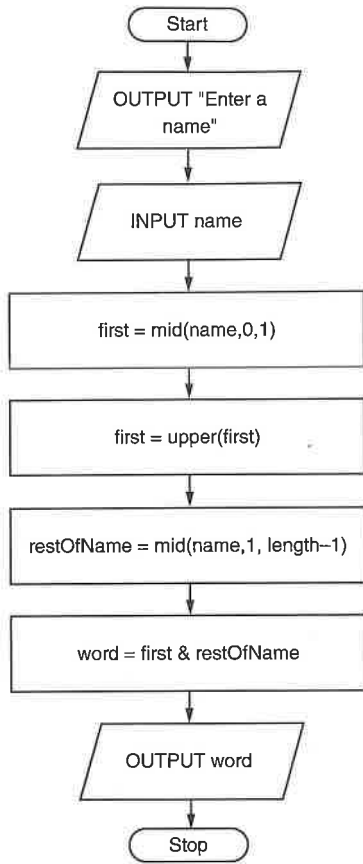 Start
OUTPUT "Enter a
name"
INPUT name
first = mid(name,0,1)
first = upper(first)
restOfName = mid(name,1, length–1)
word = first & restOfName
OUTPUT word
Stop